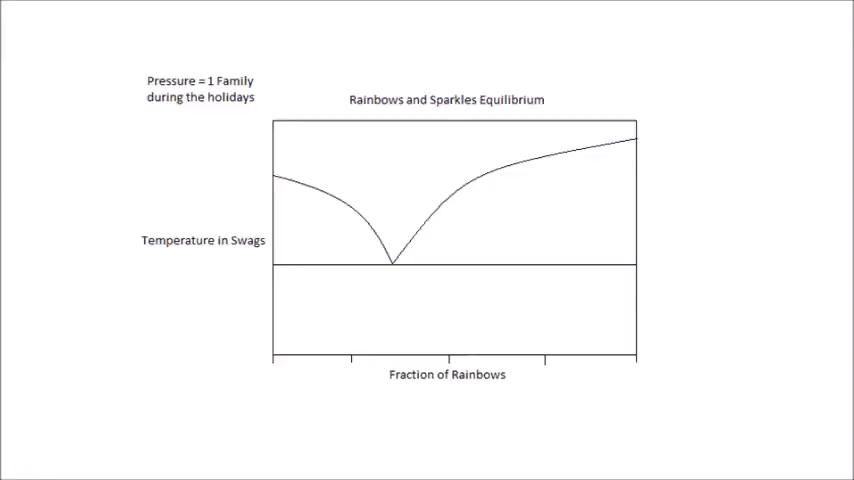 Pressure = 1 Family
during the holidays
Rainbows and Sparkles Equilibrium
Temperature in Swags
Fraction of Rainbows